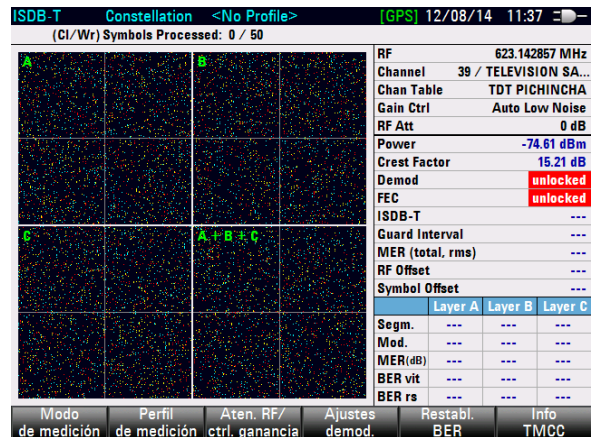 ISDB-T Constellation <No Profile> [GPS] 12/08/14 11:37
(Cl/Wr) Symbols Processed: 0 / 50
A B
C A + B + C
RF 623.142857 MHz
Channel 39 / TELEVISION SA...
Chan Table TDT PICHINCHA
Gain Ctrl Auto Low Noise
RF Att 0 dB
Power -74.61 dBm
Crest Factor 15.21 dB
Demod unlocked
FEC unlocked
ISDB-T ---
Guard Interval ---
MER (total, rms) ---
RF Offset ---
Symbol Offset ---
Layer A Layer B Layer C
Segm. --- --- ---
Mod. --- --- ---
MER(dB) --- --- ---
BER vit --- --- ---
BER rs --- --- ---
Modo Perfil Aten. RF/ Ajustes Restabl. Info
de medición de medición ctrl. ganancia demod. BER TMCC